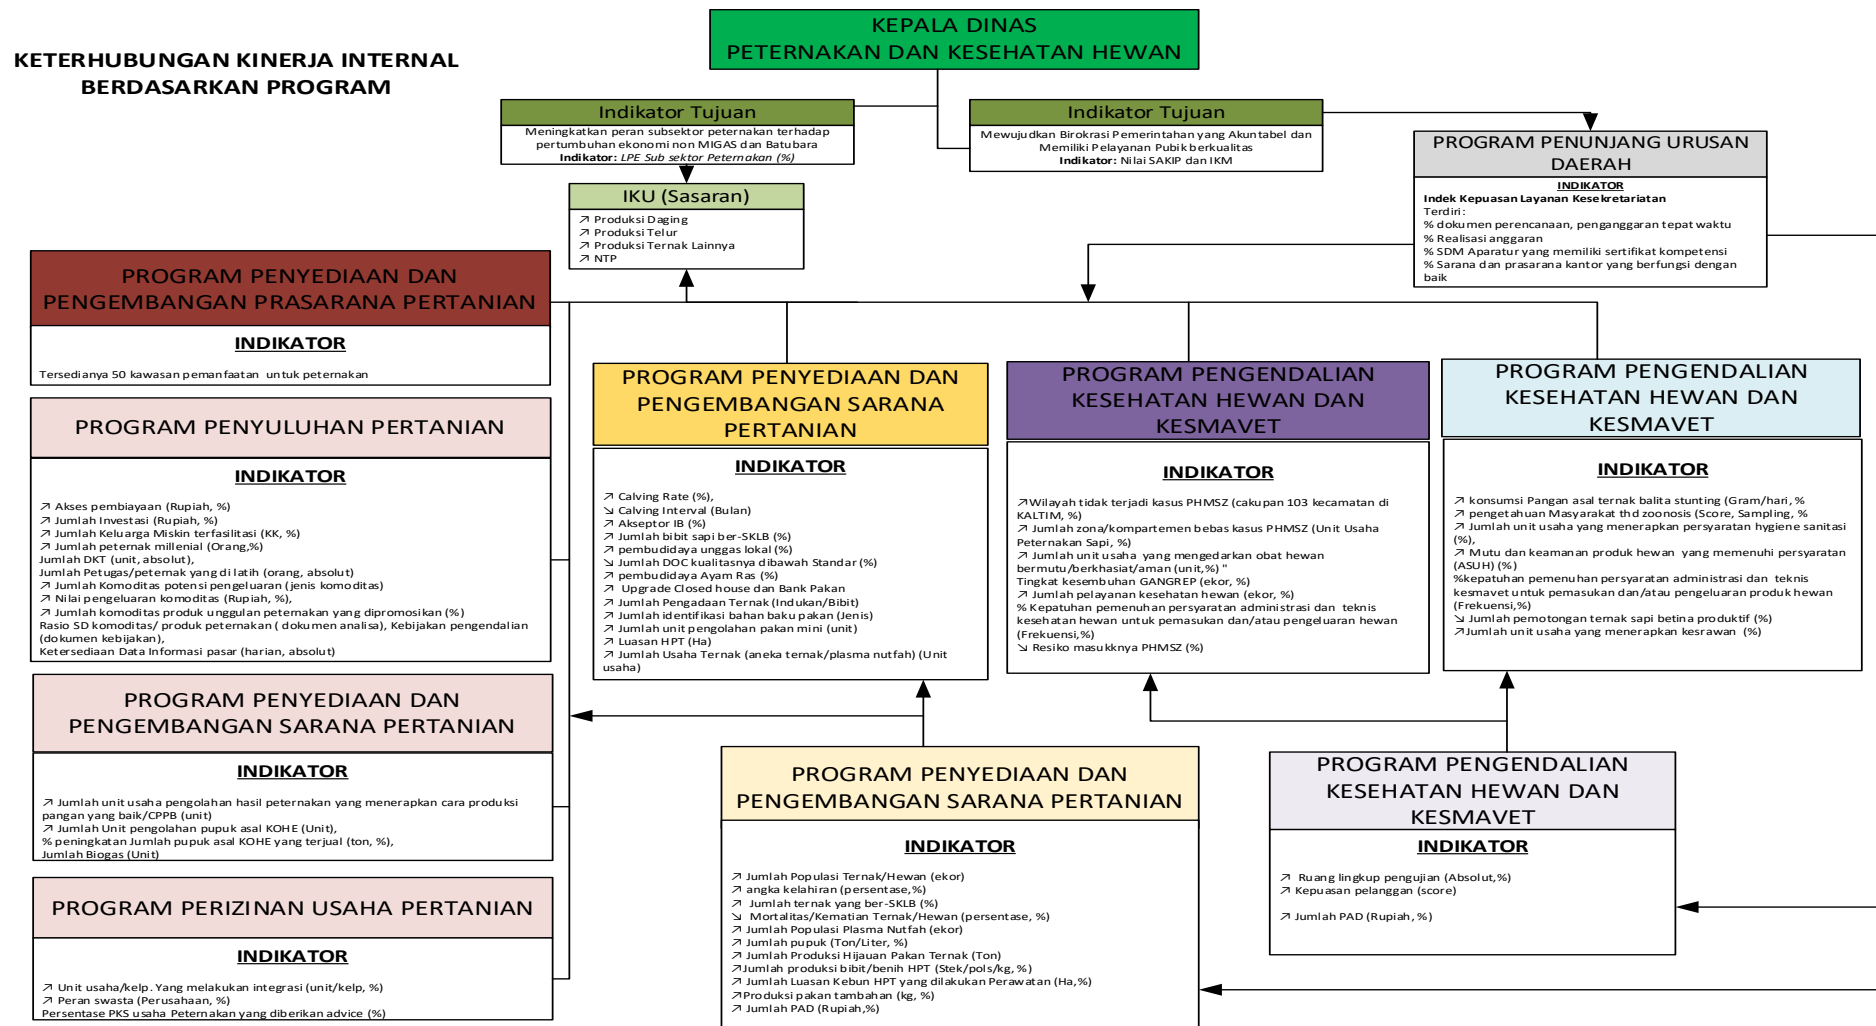 KEPALA DINAS
PETERNAKAN DAN KESEHATAN HEWAN
KETERHUBUNGAN KINERJA INTERNAL
BERDASARKAN PROGRAM
Indikator Tujuan
Meningkatkan peran subsektor peternakan terhadap
pertumbuhan ekonomi non MIGAS dan Batubara
Indikator: LPE Sub sektor Peternakan (%)
Indikator Tujuan
Mewujudkan Birokrasi Pemerintahan yang Akuntabel dan
Memiliki Pelayanan Pubik berkualitas
Indikator: Nilai SAKIP dan IKM
PROGRAM PENUNJANG URUSAN
DAERAH
INDIKATOR
Indek Kepuasan Layanan Kesekretariatan
Terdiri:
% dokumen perencanaan, penganggaran tepat waktu
% Realisasi anggaran
% SDM Aparatur yang memiliki sertifikat kompetensi
% Sarana dan prasarana kantor yang berfungsi dengan
baik
IKU (Sasaran)
↗ Produksi Daging
↗ Produksi Telur
↗ Produksi Ternak Lainnya
↗ NTP
PROGRAM PENYEDIAAN DAN
PENGEMBANGAN PRASARANA PERTANIAN
INDIKATOR
Tersedianya 50 kawasan pemanfaatan untuk peternakan
PROGRAM PENYULUHAN PERTANIAN
INDIKATOR
↗ Akses pembiayaan (Rupiah, %)
↗ Jumlah Investasi (Rupiah, %)
↗ Jumlah Keluarga Miskin terfasilitasi (KK, %)
↗ Jumlah peternak millenial (Orang,%)
Jumlah DKT (unit, absolut),
Jumlah Petugas/peternak yang di latih (orang, absolut)
↗ Jumlah Komoditas potensi pengeluaran (jenis komoditas)
↗ Nilai pengeluaran komoditas (Rupiah, %),
↗ Jumlah komoditas produk unggulan peternakan yang dipromosikan (%)
Rasio SD komoditas/ produk peternakan ( dokumen analisa), Kebijakan pengendalian
(dokumen kebijakan),
Ketersediaan Data Informasi pasar (harian, absolut)
PROGRAM PENYEDIAAN DAN
PENGEMBANGAN SARANA PERTANIAN
INDIKATOR
↗ Jumlah unit usaha pengolahan hasil peternakan yang menerapkan cara produksi
pangan yang baik/CPPB (unit)
↗ Jumlah Unit pengolahan pupuk asal KOHE (Unit),
% peningkatan Jumlah pupuk asal KOHE yang terjual (ton, %),
Jumlah Biogas (Unit)
PROGRAM PERIZINAN USAHA PERTANIAN
INDIKATOR
↗ Unit usaha/kelp. Yang melakukan integrasi (unit/kelp, %)
↗ Peran swasta (Perusahaan, %)
Persentase PKS usaha Peternakan yang diberikan advice (%)
PROGRAM PENYEDIAAN DAN
PENGEMBANGAN SARANA
PERTANIAN
INDIKATOR
↗ Calving Rate (%),
↘ Calving Interval (Bulan)
↗ Akseptor IB (%)
↗ Jumlah bibit sapi ber-SKLB (%)
↗ pembudidaya unggas lokal (%)
↘ Jumlah DOC kualitasnya dibawah Standar (%)
↗ pembudidaya Ayam Ras (%)
↗ Upgrade Closed house dan Bank Pakan
↗ Jumlah Pengadaan Ternak (Indukan/Bibit)
↗ Jumlah identifikasi bahan baku pakan (Jenis)
↗ Jumlah unit pengolahan pakan mini (unit)
↗ Luasan HPT (Ha)
↗ Jumlah Usaha Ternak (aneka ternak/plasma nutfah) (Unit
usaha)
PROGRAM PENGENDALIAN
KESEHATAN HEWAN DAN
KESMAVET
INDIKATOR
↗Wilayah tidak terjadi kasus PHMSZ (cakupan 103 kecamatan di
KALTIM, %)
↗ Jumlah zona/kompartemen bebas kasus PHMSZ (Unit Usaha
Peternakan Sapi, %)
↗ Jumlah unit usaha yang mengedarkan obat hewan
bermutu/berkhasiat/aman (unit,%) "
Tingkat kesembuhan GANGREP (ekor, %)
↗ Jumlah pelayanan kesehatan hewan (ekor, %)
% Kepatuhan pemenuhan persyaratan administrasi dan teknis
kesehatan hewan untuk pemasukan dan/atau pengeluaran hewan
(Frekuensi,%)
↘ Resiko masukknya PHMSZ (%)
PROGRAM PENGENDALIAN
KESEHATAN HEWAN DAN
KESMAVET
INDIKATOR
↗ konsumsi Pangan asal ternak balita stunting (Gram/hari, %
↗ pengetahuan Masyarakat thd zoonosis (Score, Sampling, %
↗ Jumlah unit usaha yang menerapkan persyaratan hygiene sanitasi
(%),
↗ Mutu dan keamanan produk hewan yang memenuhi persyaratan
(ASUH) (%)
%kepatuhan pemenuhan persyaratan administrasi dan teknis
kesmavet untuk pemasukan dan/atau pengeluaran produk hewan
(Frekuensi,%)
↘ Jumlah pemotongan ternak sapi betina produktif (%)
↗Jumlah unit usaha yang menerapkan kesrawan (%)
PROGRAM PENYEDIAAN DAN
PENGEMBANGAN SARANA PERTANIAN
INDIKATOR
↗ Jumlah Populasi Ternak/Hewan (ekor)
↗ angka kelahiran (persentase,%)
↗ Jumlah ternak yang ber-SKLB (%)
↘ Mortalitas/Kematian Ternak/Hewan (persentase, %)
↗ Jumlah Populasi Plasma Nutfah (ekor)
↗ Jumlah pupuk (Ton/Liter, %)
↗ Jumlah Produksi Hijauan Pakan Ternak (Ton)
↗Jumlah produksi bibit/benih HPT (Stek/pols/kg, %)
↗ Jumlah Luasan Kebun HPT yang dilakukan Perawatan (Ha,%)
↗Produksi pakan tambahan (kg, %)
↗ Jumlah PAD (Rupiah,%)
PROGRAM PENGENDALIAN
KESEHATAN HEWAN DAN
KESMAVET
INDIKATOR
↗ Ruang lingkup pengujian (Absolut,%)
↗ Kepuasan pelanggan (score)
↗ Jumlah PAD (Rupiah, %)